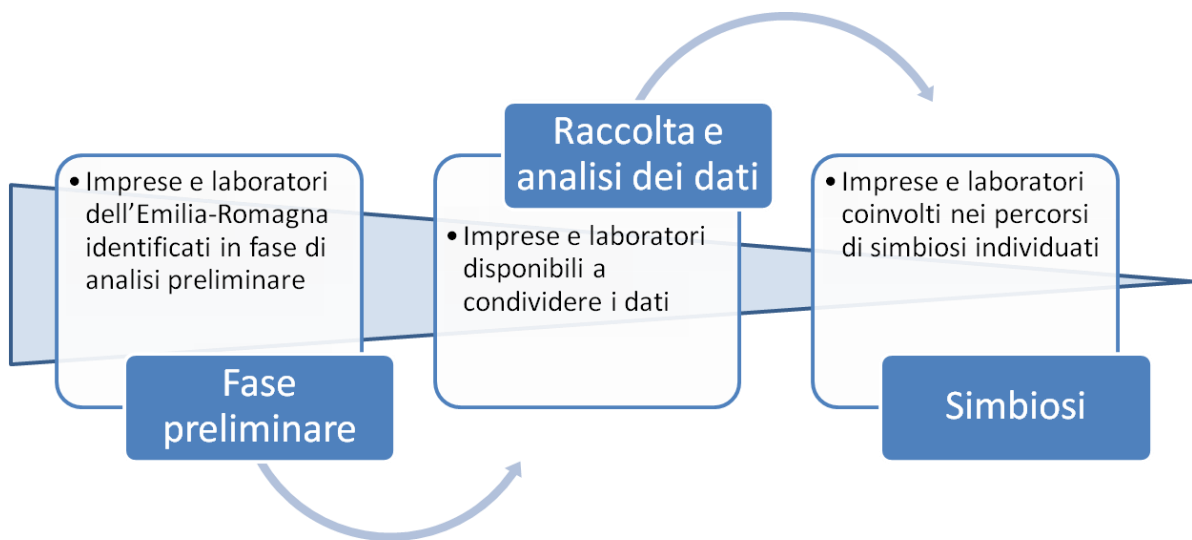 • Imprese e laboratori
dell’Emilia-Romagna
identificati in fase di
analisi preliminare
Fase
preliminare
Raccolta e
analisi dei dati
• Imprese e laboratori
disponibili a
condividere i dati
• Imprese e laboratori
coinvolti nei percorsi
di simbiosi individuati
Simbiosi